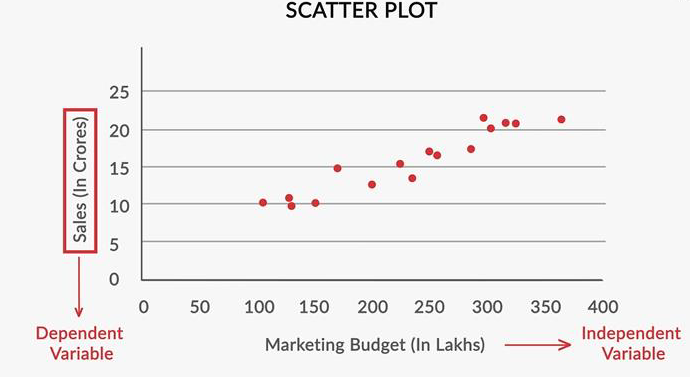 SCATTER PLOT
25
20
15
10
5
0
Sales (In Crores)
0 50 100 150 200 250 300 350 400
Marketing Budget (In Lakhs)
Dependent
Variable
Independent
Variable